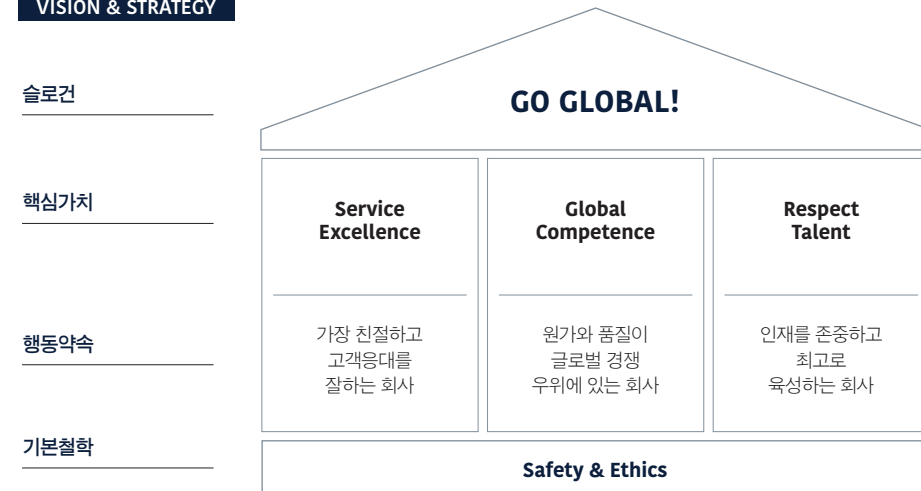 VISION & STRATEGY
슬로건
GO GLOBAL!
핵심가치
Service
Excellence
Global
Competence
Respect
Talent
행동약속
가장 친절하고
고객응대를
잘하는 회사
원가와 품질이
글로벌 경쟁
우위에 있는 회사
인재를 존중하고
최고로
육성하는 회사
기본철학
Safety & Ethics